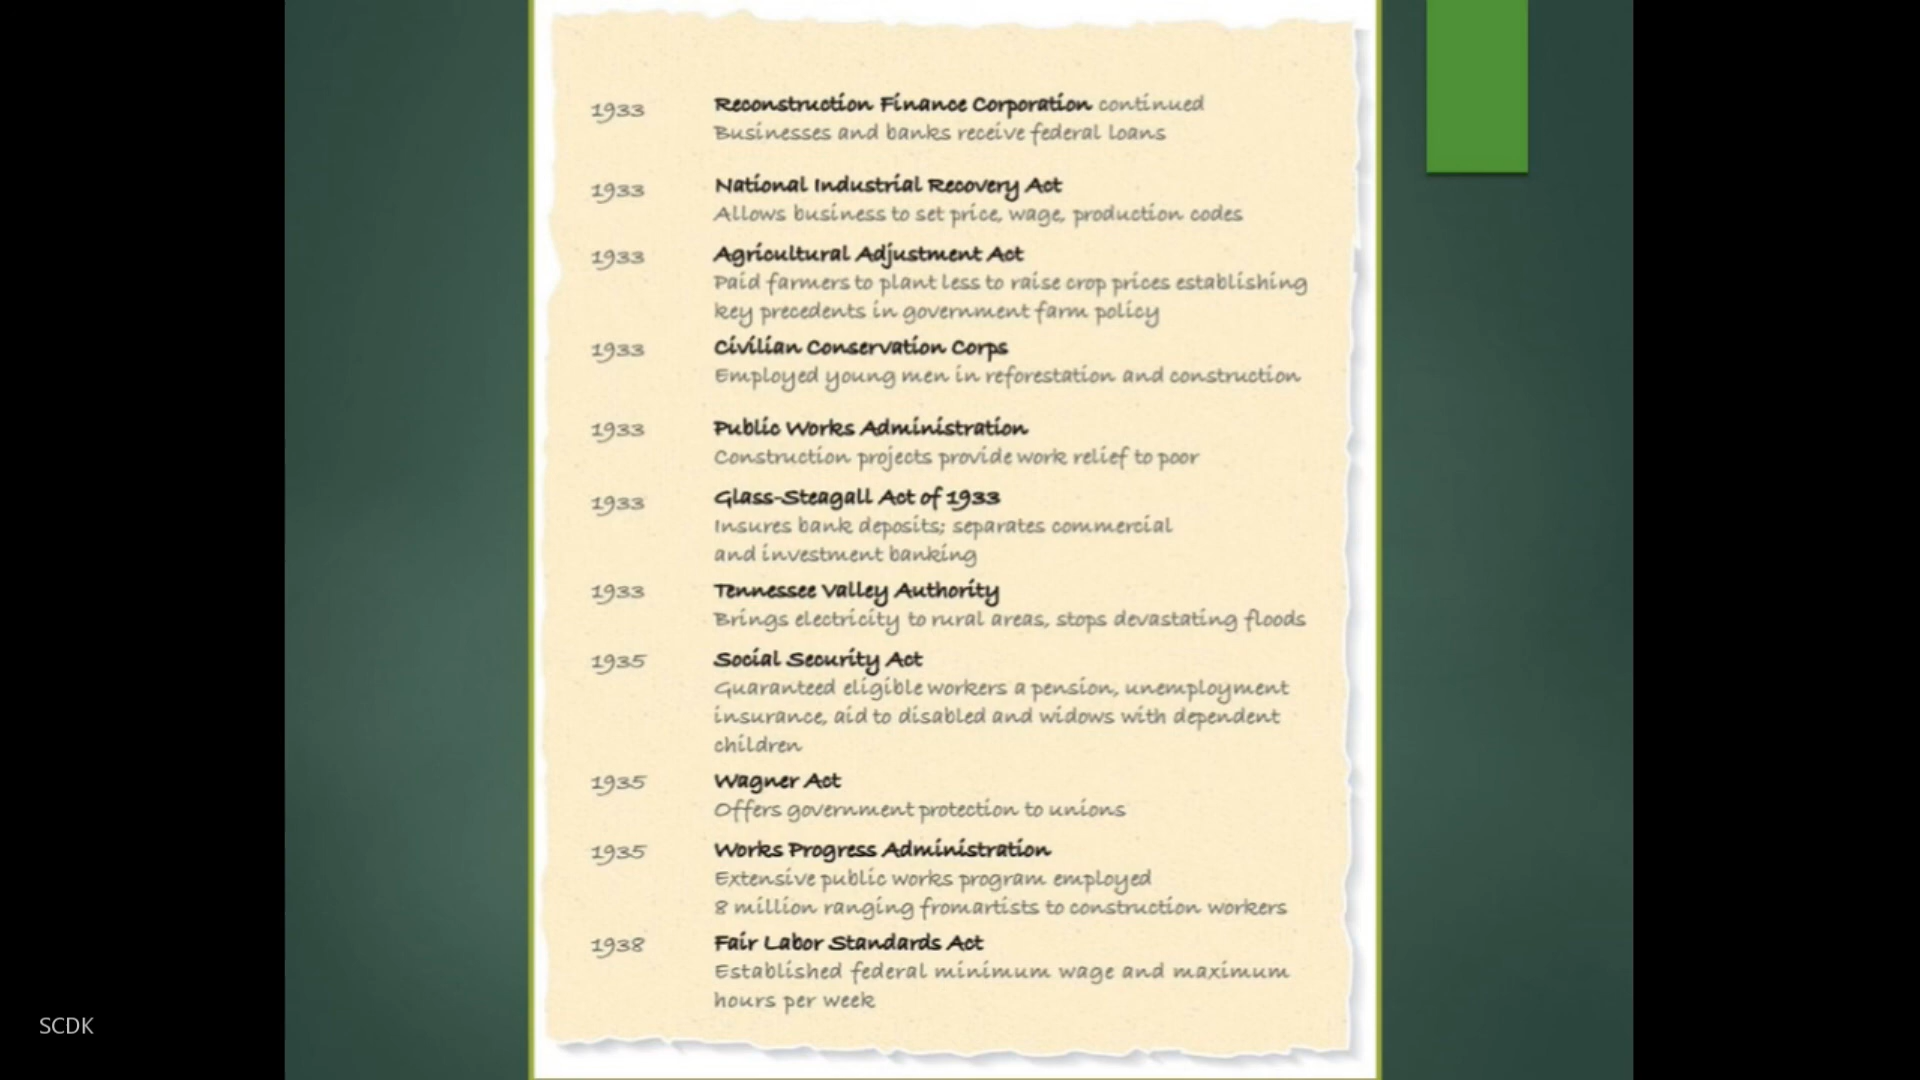 1933 Reconstruction Finance Corporation continued
Businesses and banks receive federal loans
1933 National Industrial Recovery Act
Allows business to set price, wage, production codes
1933 Agricultural Adjustment Act
Paid farmers to plant less to raise crop prices establishing
key precedents in government farm policy
1933 Civilian Conservation Corps
Employed young men in reforestation and construction
1933 Public Works Administration
Construction projects provide work relief to poor
1933 Glass-Steagall Act of 1933
Insures bank deposits; separates commercial
and investment banking
1933 Tennessee Valley Authority
Brings electricity to rural areas, stops devastating floods
1935 Social Security Act
Guaranteed eligible workers a pension, unemployment
insurance, aid to disabled and widows with dependent
children
1935 Wagner Act
Offers government protection to unions
1935 Works Progress Administration
Extensive public works program employed
8 million ranging fromartists to construction workers
1938 Fair Labor Standards Act
Established federal minimum wage and maximum
hours per week
SCDK